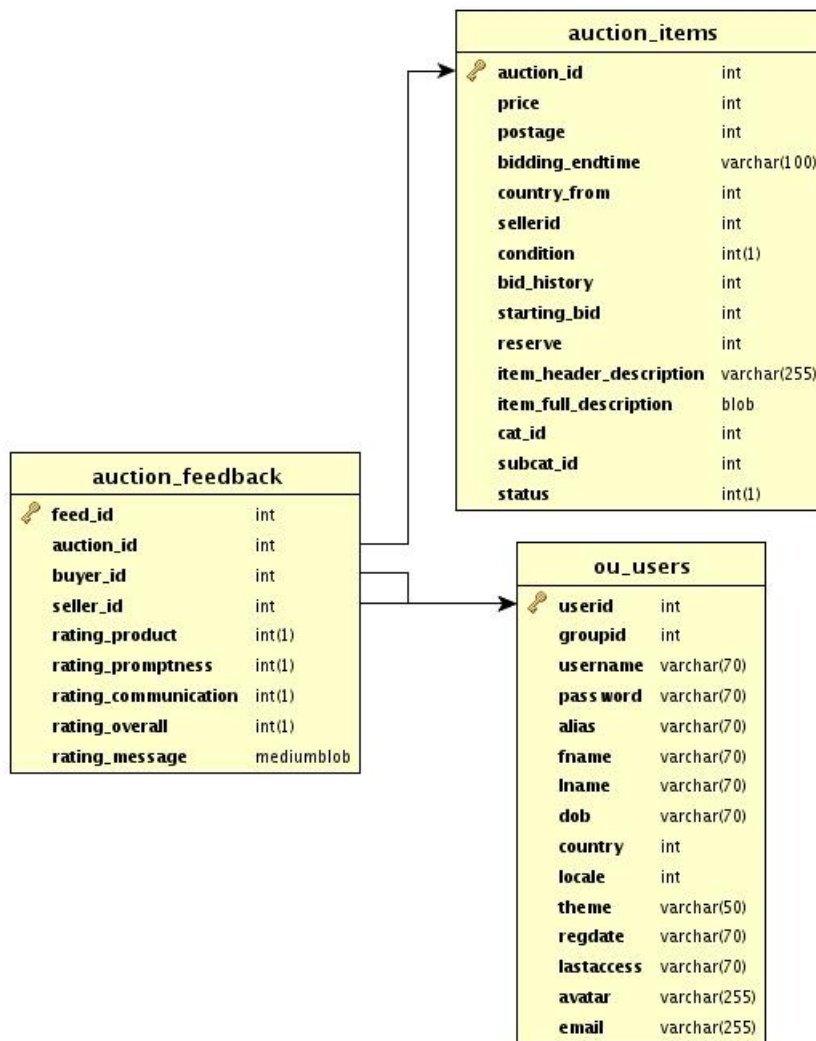 auction_items
auction_id int
price int
postage int
bidding_endtime varchar(100)
country_from int
sellerid int
condition int(1)
bid_history int
starting_bid int
reserve int
item_header_description varchar(255)
item_full_description blob
cat_id int
subcat_id int
status int(1)
auction_feedback
feed_id int
auction_id int
buyer_id int
seller_id int
rating_product int(1)
rating_promptness int(1)
rating_communication int(1)
rating_overall int(1)
rating_message mediumblob
ou_users
userid int
groupid int
username varchar(70)
password varchar(70)
alias varchar(70)
fname varchar(70)
lname varchar(70)
dob varchar(70)
country int
locale int
theme varchar(50)
regdate varchar(70)
lastaccess varchar(70)
avatar varchar(255)
email varchar(255)